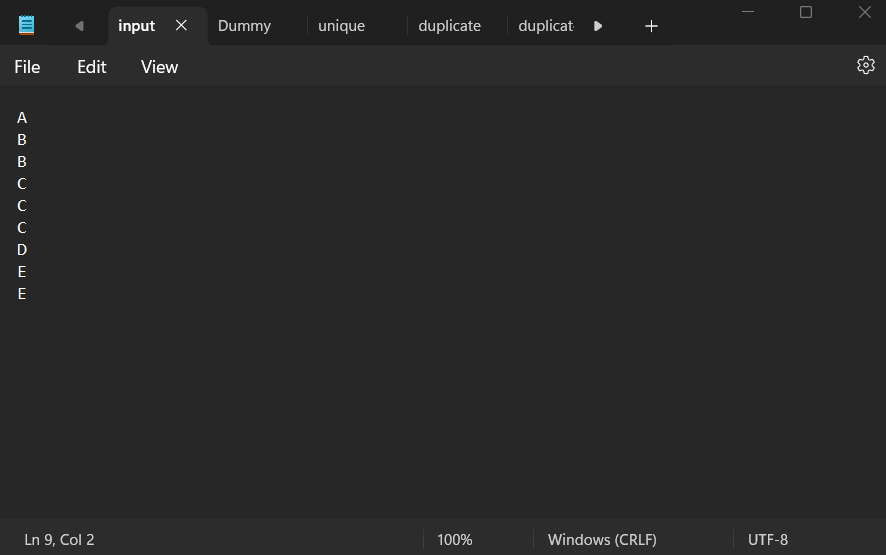 input Dummy unique duplicate duplicat
File Edit View
A
B
B
C
C
C
D
E
E
Ln 9, Col 2 100% Windows (CRLF) UTF-8